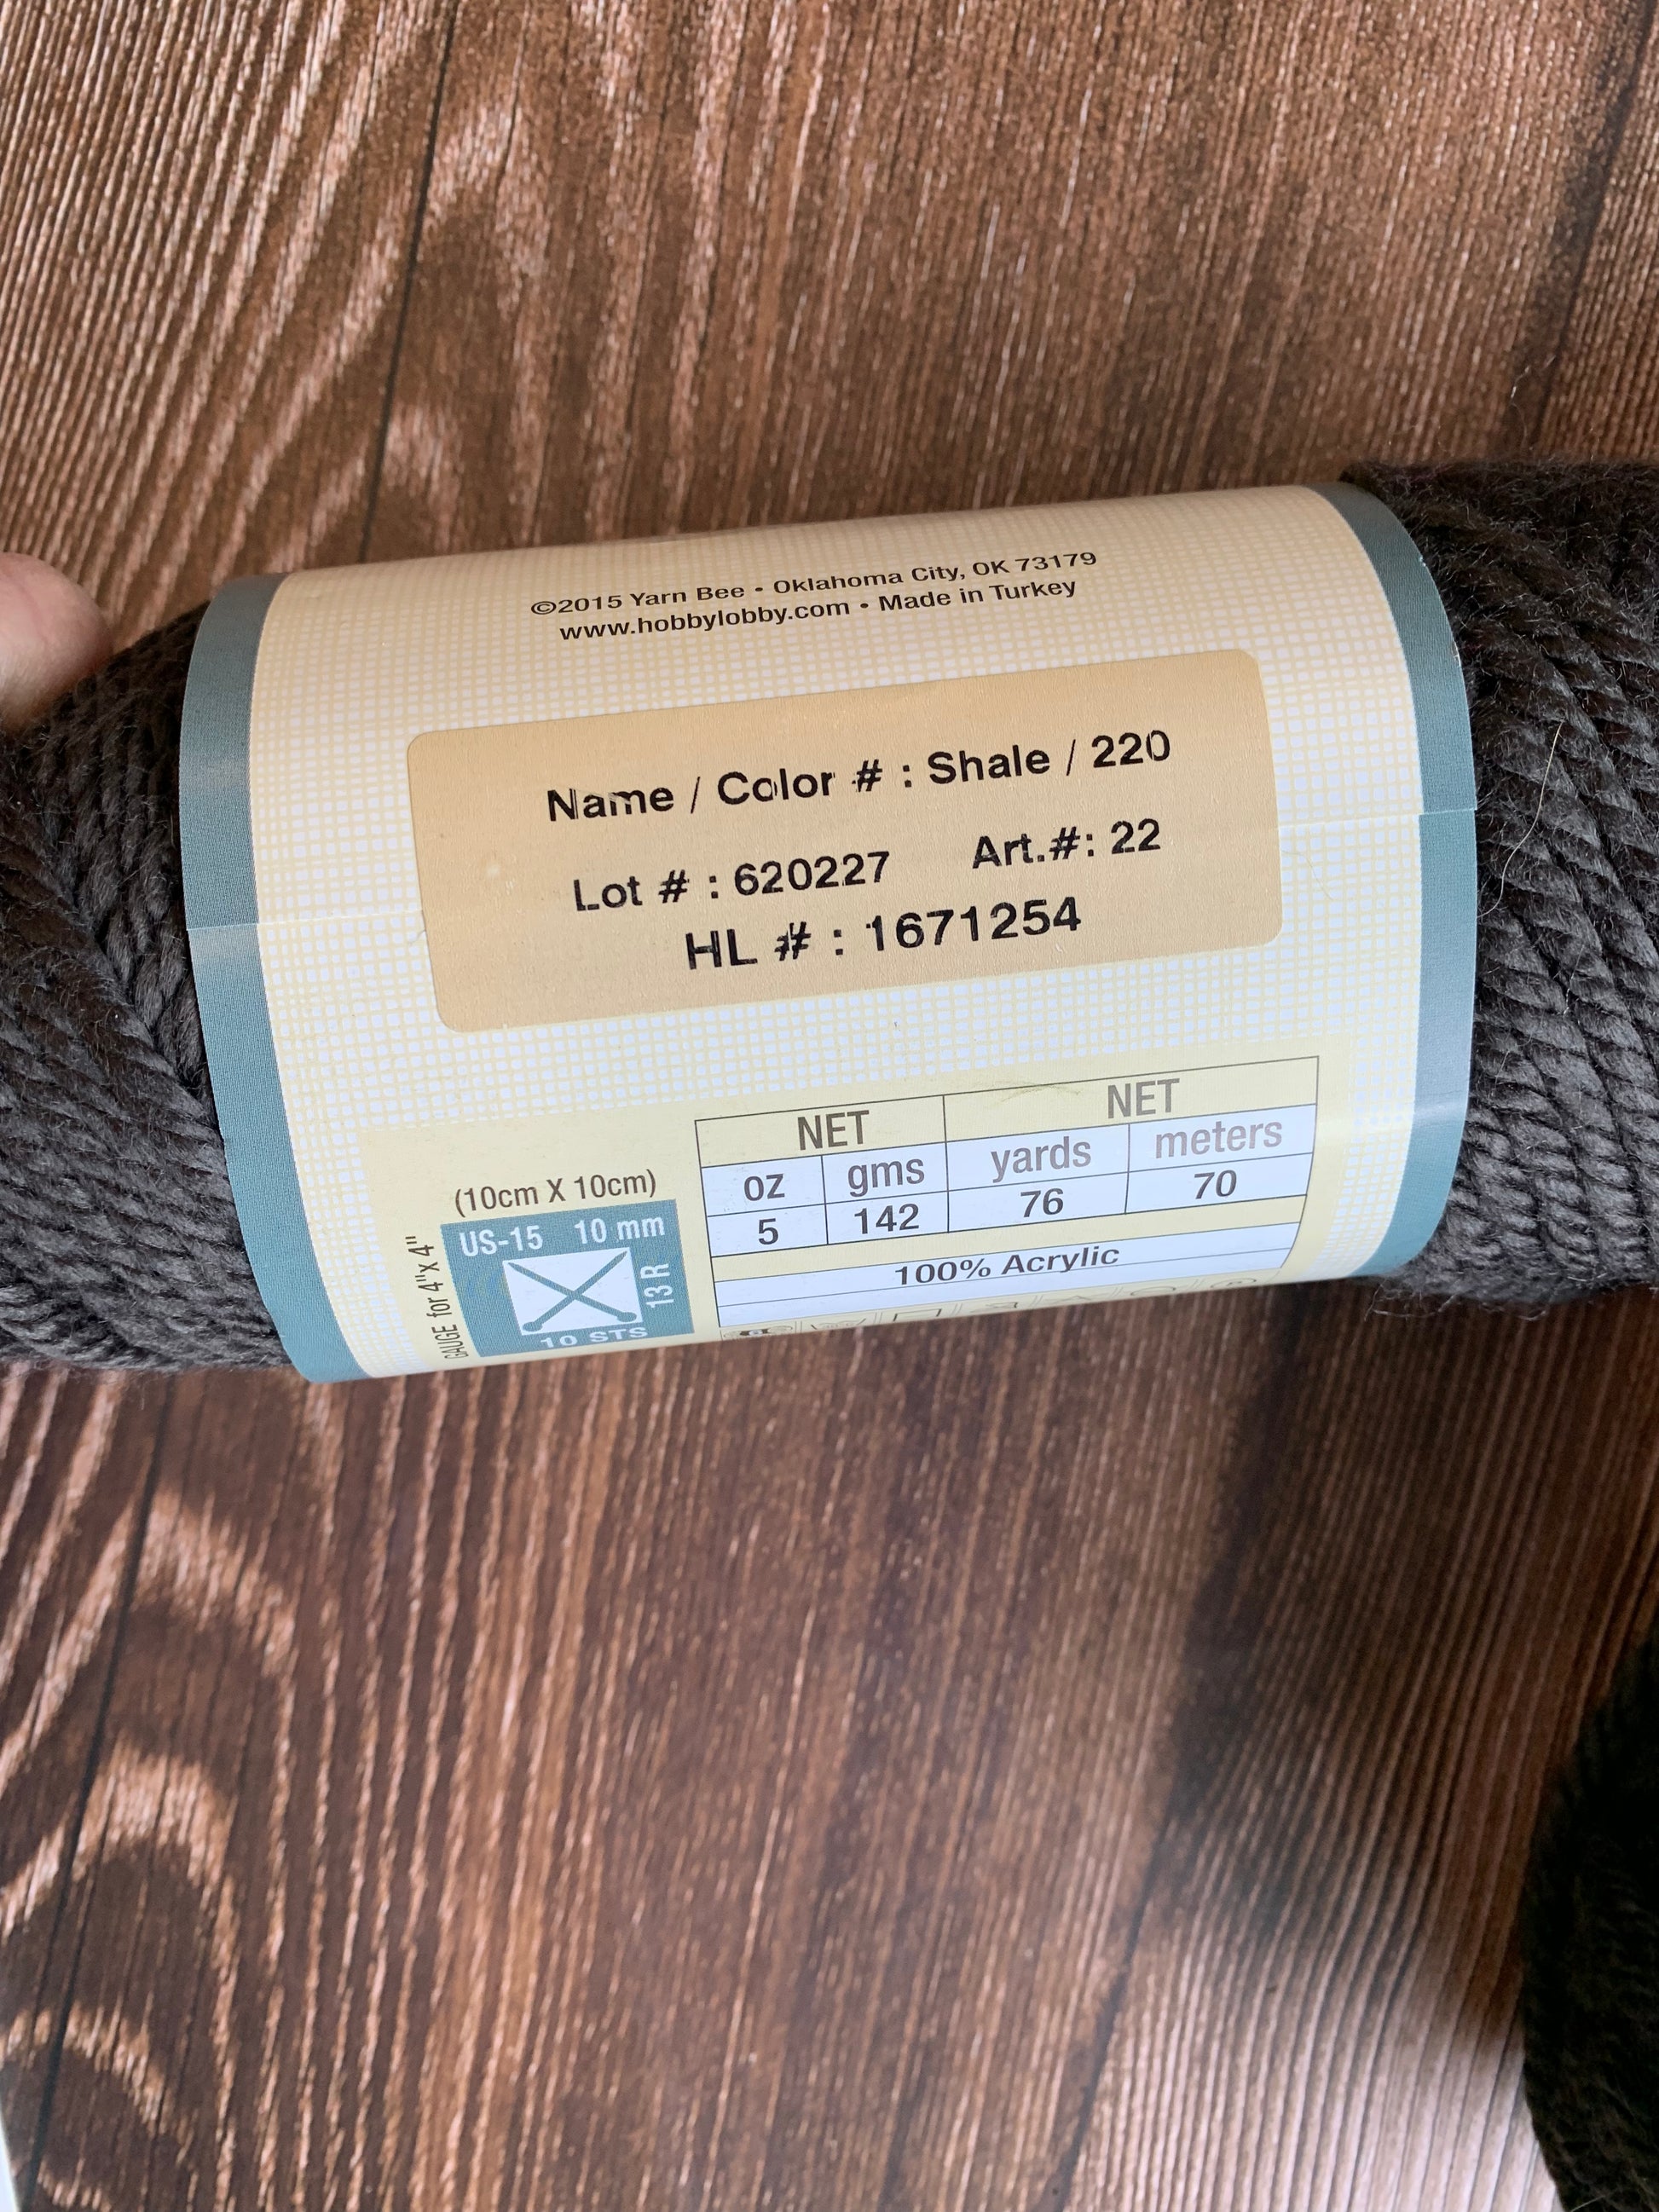 ©2015 Yarn Bee • Oklahoma City, OK 73179
www.hobbylobby.com • Made in Turkey
Name / Color # : Shale / 220
Lot # : 620227 Art.#: 22
HL # : 1671254
NET NET
oz gms yards meters
5 142 76 70
100% Acrylic
(10cm X 10cm)
GAUGE for 4"x 4"
US-15 10 mm
13 R
10 STS